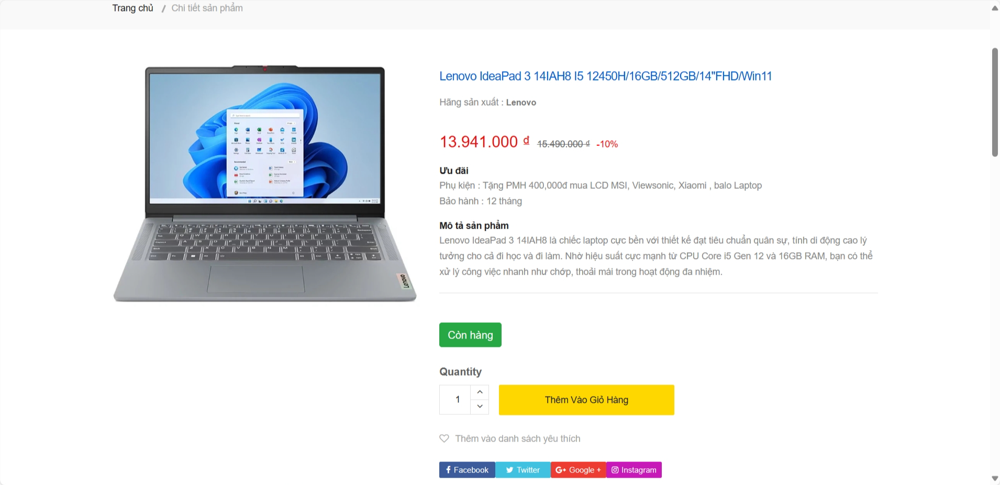 Trang chủ / Chi tiết sản phẩm
Lenovo IdeaPad 3 14IAH8 I5 12450H/16GB/512GB/14"FHD/Win11
Hãng sản xuất : Lenovo
13.941.000 ₫ 15.490.000 ₫ -10%
Ưu đãi
Phụ kiện : Tặng PMH 400,000đ mua LCD MSI, Viewsonic, Xiaomi , balo Laptop
Bảo hành : 12 tháng
Mô tả sản phẩm
Lenovo IdeaPad 3 14IAH8 là chiếc laptop cực bền với thiết kế đạt tiêu chuẩn quân sự, tính di động cao lý
tưởng cho cả đi học và đi làm. Nhờ hiệu suất cực mạnh từ CPU Core i5 Gen 12 và 16GB RAM, bạn có thể
xử lý công việc nhanh như chớp, thoải mái trong hoạt động đa nhiệm.
Lenovo
Còn hàng
Quantity
1
Thêm Vào Giỏ Hàng
Thêm vào danh sách yêu thích
Facebook Twitter Google + Instagram